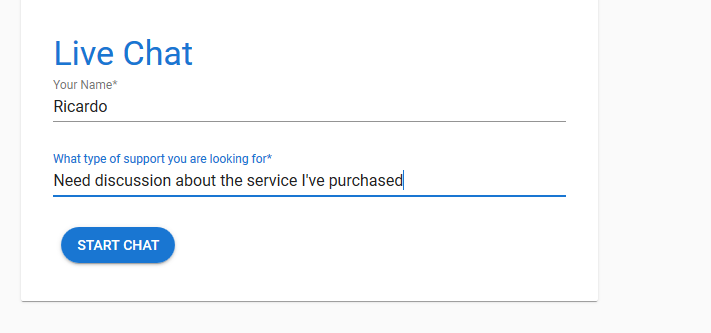 Live Chat
Your Name*
Ricardo
What type of support you are looking for*
Need discussion about the service I've purchased
START CHAT